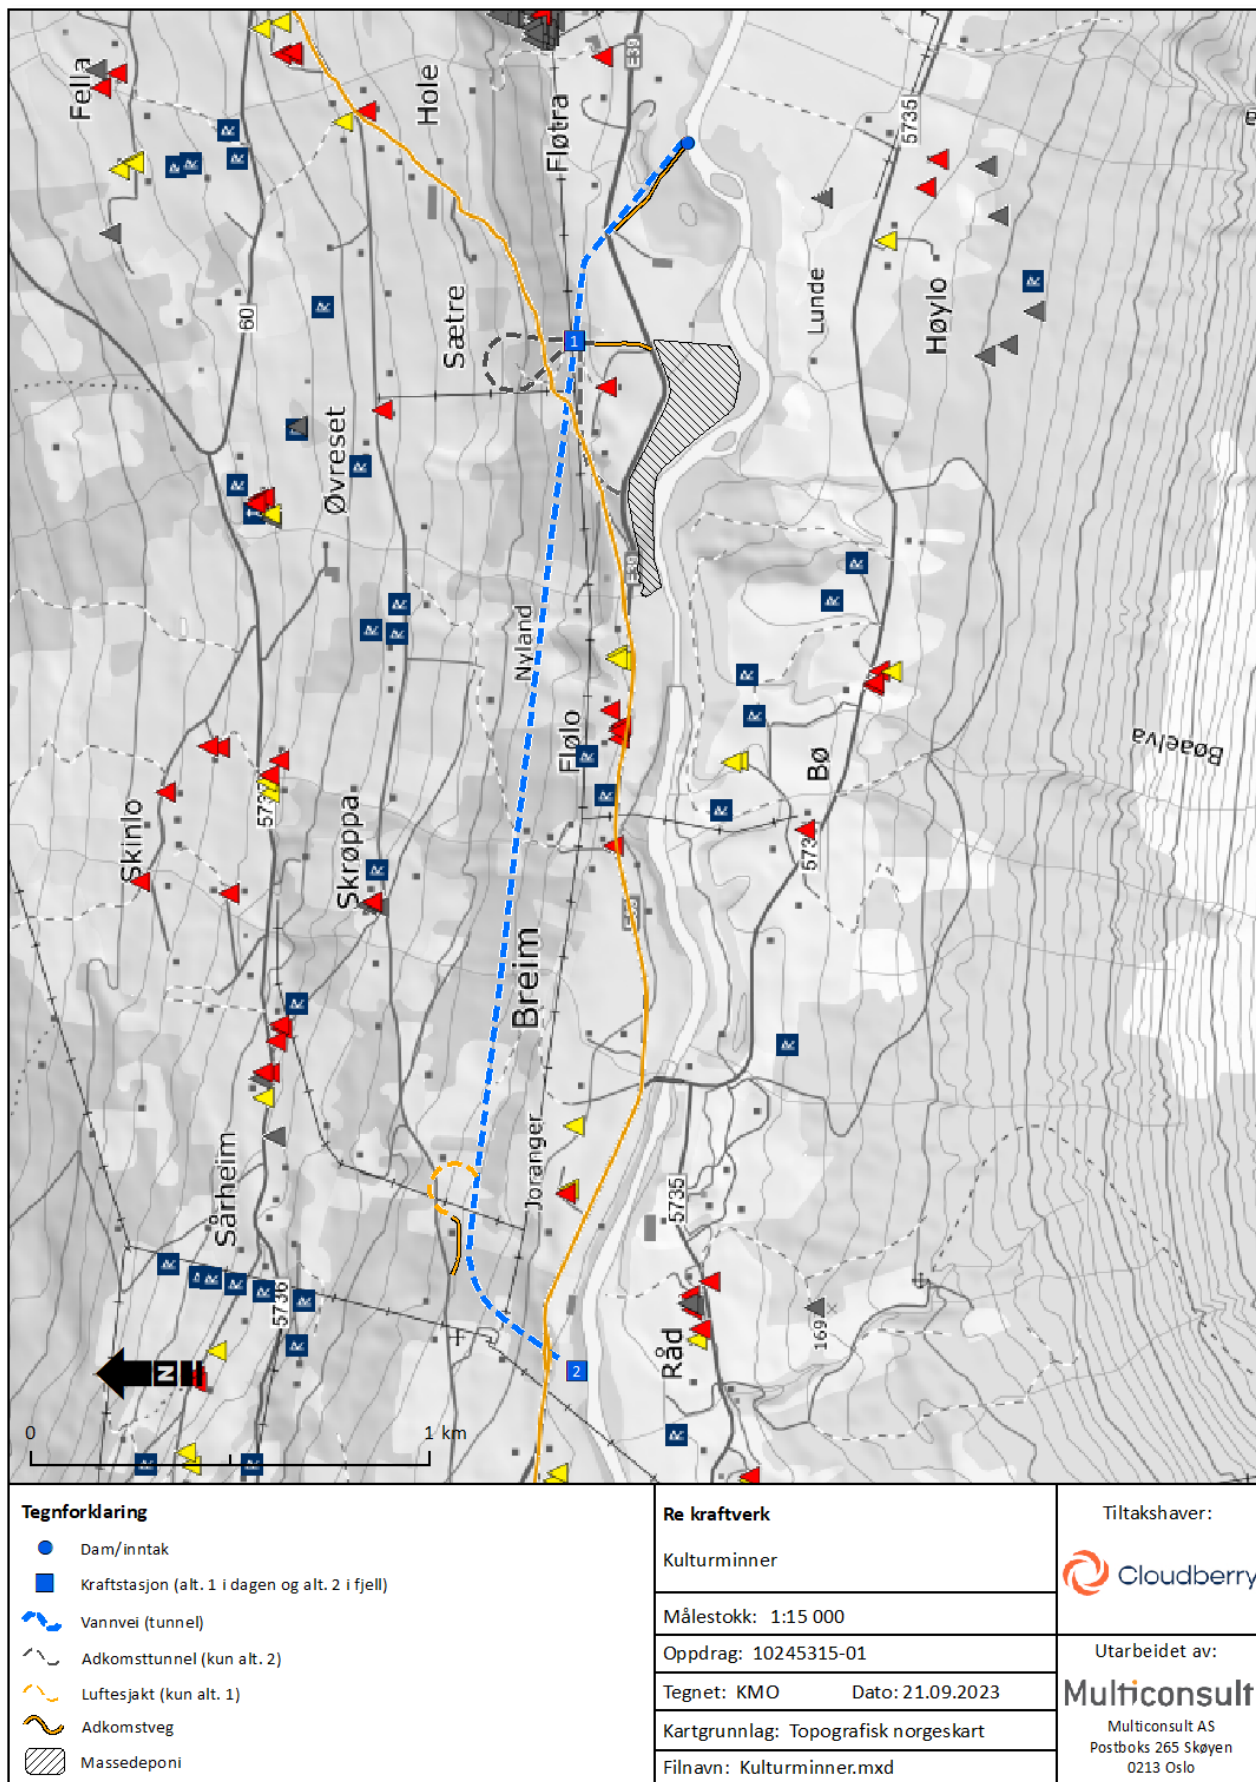 Fella
Hole
Fløtra
E39
5735
Sætre
60
1
Lunde
Høylo
Øvreset
E39
Nyland
Flølo
Bø
Bøaelva
Skinlo
Skrøppa
Breim
Joranger
Sårheim
5735
5736
N
2
Råd
169
0
1 km
Tegnforklaring
Dam/inntak
Kraftstasjon (alt. 1 i dagen og alt. 2 i fjell)
Vannvei (tunnel)
Adkomsttunnel (kun alt. 2)
Luftesjakt (kun alt. 1)
Adkomstveg
Massedeponi
Re kraftverk
Kulturminner
Målestokk: 1:15 000
Oppdrag: 10245315-01
Tegnet: KMO Dato: 21.09.2023
Kartgrunnlag: Topografisk norgeskart
Filnavn: Kulturminner.mxd
Tiltakshaver:
Cloudberry
Utarbeidet av:
Multiconsult
Multiconsult AS
Postboks 265 Skøyen
0213 Oslo